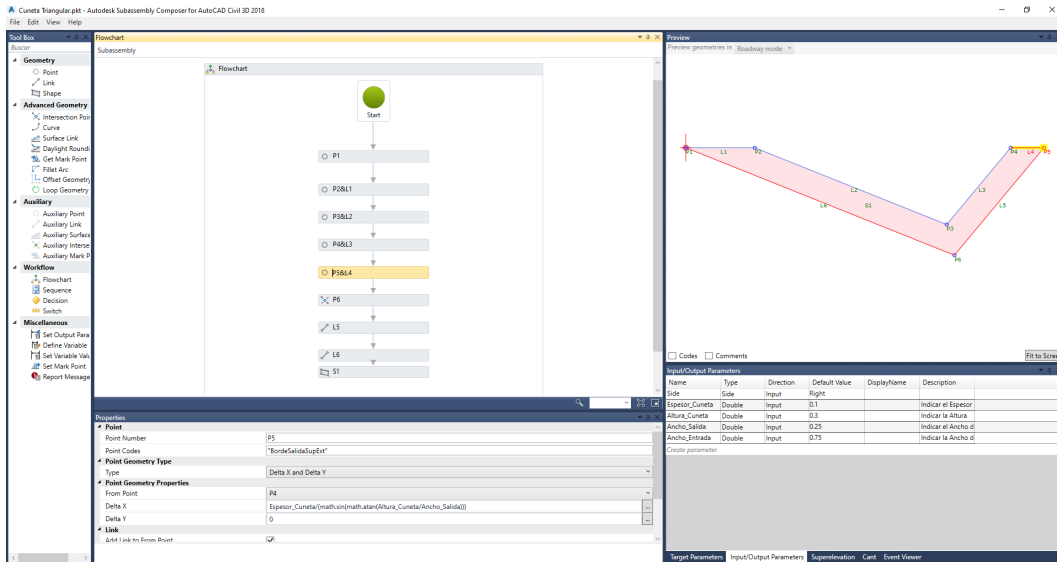 Cuneta Triangular.pkt - Autodesk Subassembly Composer for AutoCAD Civil 3D 2018
File Edit View Help
Tool Box
Buscar
Geometry
Point
Link
Shape
Advanced Geometry
Intersection Poin
Curve
Surface Link
Daylight Roundi
Get Mark Point
Fillet Arc
Offset Geometry
Loop Geometry
Auxiliary
Auxiliary Point
Auxiliary Link
Auxiliary Surface
Auxiliary Interse
Auxiliary Mark P
Workflow
Flowchart
Sequence
Decision
Switch
Miscellaneous
Set Output Para
Define Variable
Set Variable Valu
Set Mark Point
Report Message
Flowchart
Subassembly
Flowchart
Start
P1
P2&L1
P3&L2
P4&L3
P5&L4
P6
L5
L6
S1
Properties
Point
Point Number P5
Point Codes "BordeSalidaSupExt"
Point Geometry Type
Type Delta X and Delta Y
Point Geometry Properties
From Point P4
Delta X Espesor_Cuneta/(math.sin(math.atan(Altura_Cuneta/Ancho_Salida)))
Delta Y 0
Link
Add Link to From Point
Preview
Preview geometries in Roadway mode
P1 L1 P2 P4 L4 P5
L2 L3
L6 S1 L5
P3
P6
Codes Comments Fit to Scree
Input/Output Parameters
Name Type Direction Default Value DisplayName Description
Side Side Input Right
Espesor_Cuneta Double Input 0.1 Indicar el Espesor
Altura_Cuneta Double Input 0.3 Indicar la Altura
Ancho_Salida Double Input 0.25 Indicar el Ancho d
Ancho_Entrada Double Input 0.75 Indicar la Ancho d
Create parameter
Target Parameters Input/Output Parameters Superelevation Cant Event Viewer